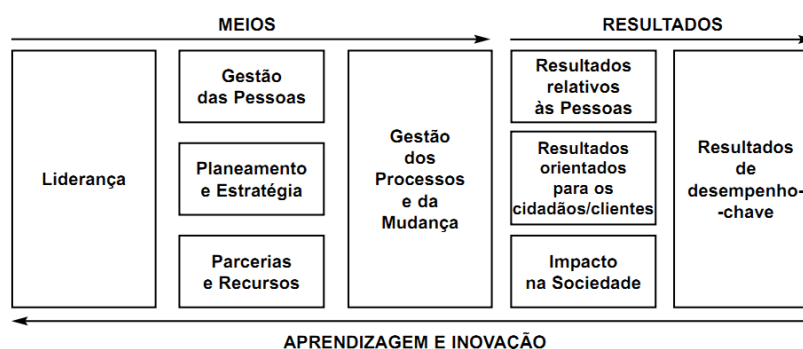 MEIOS
RESULTADOS
Liderança
Gestão
das Pessoas
Planeamento
e Estratégia
Parcerias
e Recursos
Gestão
dos
Processos
e da
Mudança
Resultados
relativos
às Pessoas
Resultados
orientados
para os
cidadãos/clientes
Impacto
na Sociedade
Resultados
de
desempenho-
-chave
APRENDIZAGEM E INOVAÇÃO